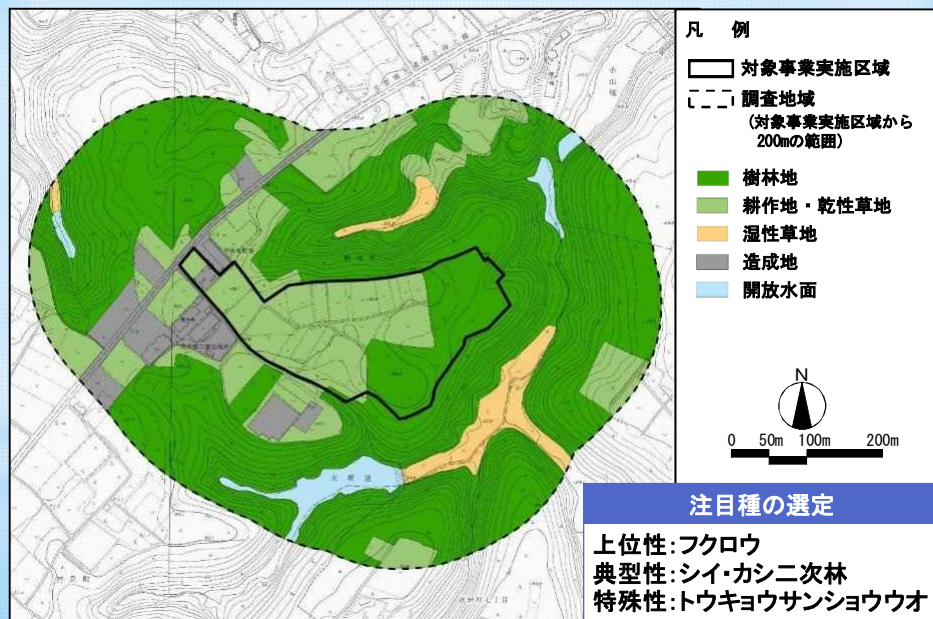 凡 例
対象事業実施区域
調査地域
(対象事業実施区域から
200mの範囲)
樹林地
耕作地・乾性草地
湿性草地
造成地
開放水面
N
0 50m 100m 200m
注目種の選定
上位性:フクロウ
典型性:シイ・カシ二次林
特殊性:トウキョウサンショウウオ